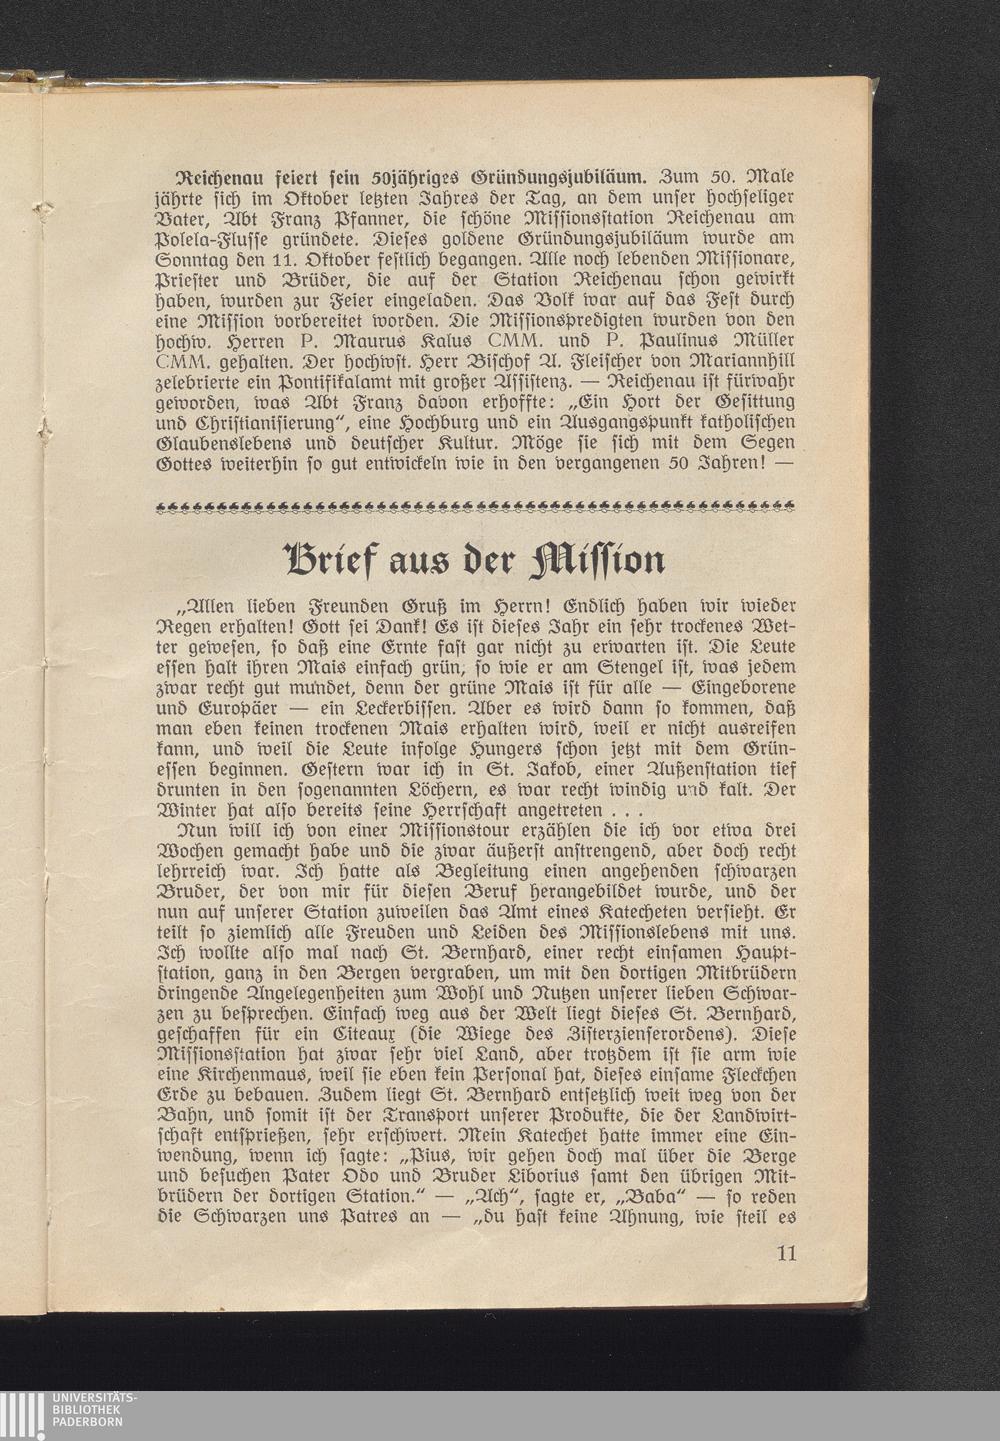 Reichenau feiert sein 50jähriges Gründungsjubiläum. Zum 50. Male
jährte sich im Oktober letzten Jahres der Tag, an dem unser hochseliger
Vater, Abt Franz Pfanner, die schöne Missionsstation Reichenau am
Polela-Flusse gründete. Dieses goldene Gründungsjubiläum wurde am
Sonntag den 11. Oktober festlich begangen. Alle noch lebenden Missionare,
Priester und Brüder, die auf der Station Reichenau schon gewirkt
haben, wurden zur Feier eingeladen. Das Volk war auf das Fest durch
eine Mission vorbereitet worden. Die Missionspredigten wurden von den
hochw. Herren P. Maurus Kalus CMM. und P. Paulinus Müller
CMM. gehalten. Der hochwst. Herr Bischof A. Fleischer von Mariannhill
zelebrierte ein Pontifikalamt mit großer Assistenz. — Reichenau ist fürwahr
geworden, was Abt Franz davon erhoffte: „Ein Hort der Gesittung
und Christianisierung“, eine Hochburg und ein Ausgangspunkt katholischen
Glaubenslebens und deutscher Kultur. Möge sie sich mit dem Segen
Gottes weiterhin so gut entwickeln wie in den vergangenen 50 Jahren! —
Brief aus der Mission
„Allen lieben Freunden Gruß im Herrn! Endlich haben wir wieder
Regen erhalten! Gott sei Dank! Es ist dieses Jahr ein sehr trockenes Wet-
ter gewesen, so daß eine Ernte fast gar nicht zu erwarten ist. Die Leute
essen halt ihren Mais einfach grün, so wie er am Stengel ist, was jedem
zwar recht gut mundet, denn der grüne Mais ist für alle — Eingeborene
und Europäer — ein Leckerbissen. Aber es wird dann so kommen, daß
man eben keinen trockenen Mais erhalten wird, weil er nicht ausreifen
kann, und weil die Leute infolge Hungers schon jetzt mit dem Grün-
essen beginnen. Gestern war ich in St. Jakob, einer Außenstation tief
drunten in den sogenannten Löchern, es war recht windig und kalt. Der
Winter hat also bereits seine Herrschaft angetreten . . .
Nun will ich von einer Missionstour erzählen die ich vor etwa drei
Wochen gemacht habe und die zwar äußerst anstrengend, aber doch recht
lehrreich war. Ich hatte als Begleitung einen angehenden schwarzen
Bruder, der von mir für diesen Beruf herangebildet wurde, und der
nun auf unserer Station zuweilen das Amt eines Katecheten versieht. Er
teilt so ziemlich alle Freuden und Leiden des Missionslebens mit uns.
Ich wollte also mal nach St. Bernhard, einer recht einsamen Haupt-
station, ganz in den Bergen vergraben, um mit den dortigen Mitbrüdern
dringende Angelegenheiten zum Wohl und Nutzen unserer lieben Schwar-
zen zu besprechen. Einfach weg aus der Welt liegt dieses St. Bernhard,
geschaffen für ein Citeaux (die Wiege des Zisterzienserordens). Diese
Missionsstation hat zwar sehr viel Land, aber trotzdem ist sie arm wie
eine Kirchenmaus, weil sie eben kein Personal hat, dieses einsame Fleckchen
Erde zu bebauen. Zudem liegt St. Bernhard entsetzlich weit weg von der
Bahn, und somit ist der Transport unserer Produkte, die der Landwirt-
schaft entsprießen, sehr erschwert. Mein Katechet hatte immer eine Ein-
wendung, wenn ich sagte: „Pius, wir gehen doch mal über die Berge
und besuchen Pater Odo und Bruder Liborius samt den übrigen Mit-
brüdern der dortigen Station.“ — „Ach“, sagte er, „Baba“ — so reden
die Schwarzen uns Patres an — „du hast keine Ahnung, wie steil es
11
UNIVERSITÄTS-
BIBLIOTHEK
PADERBORN